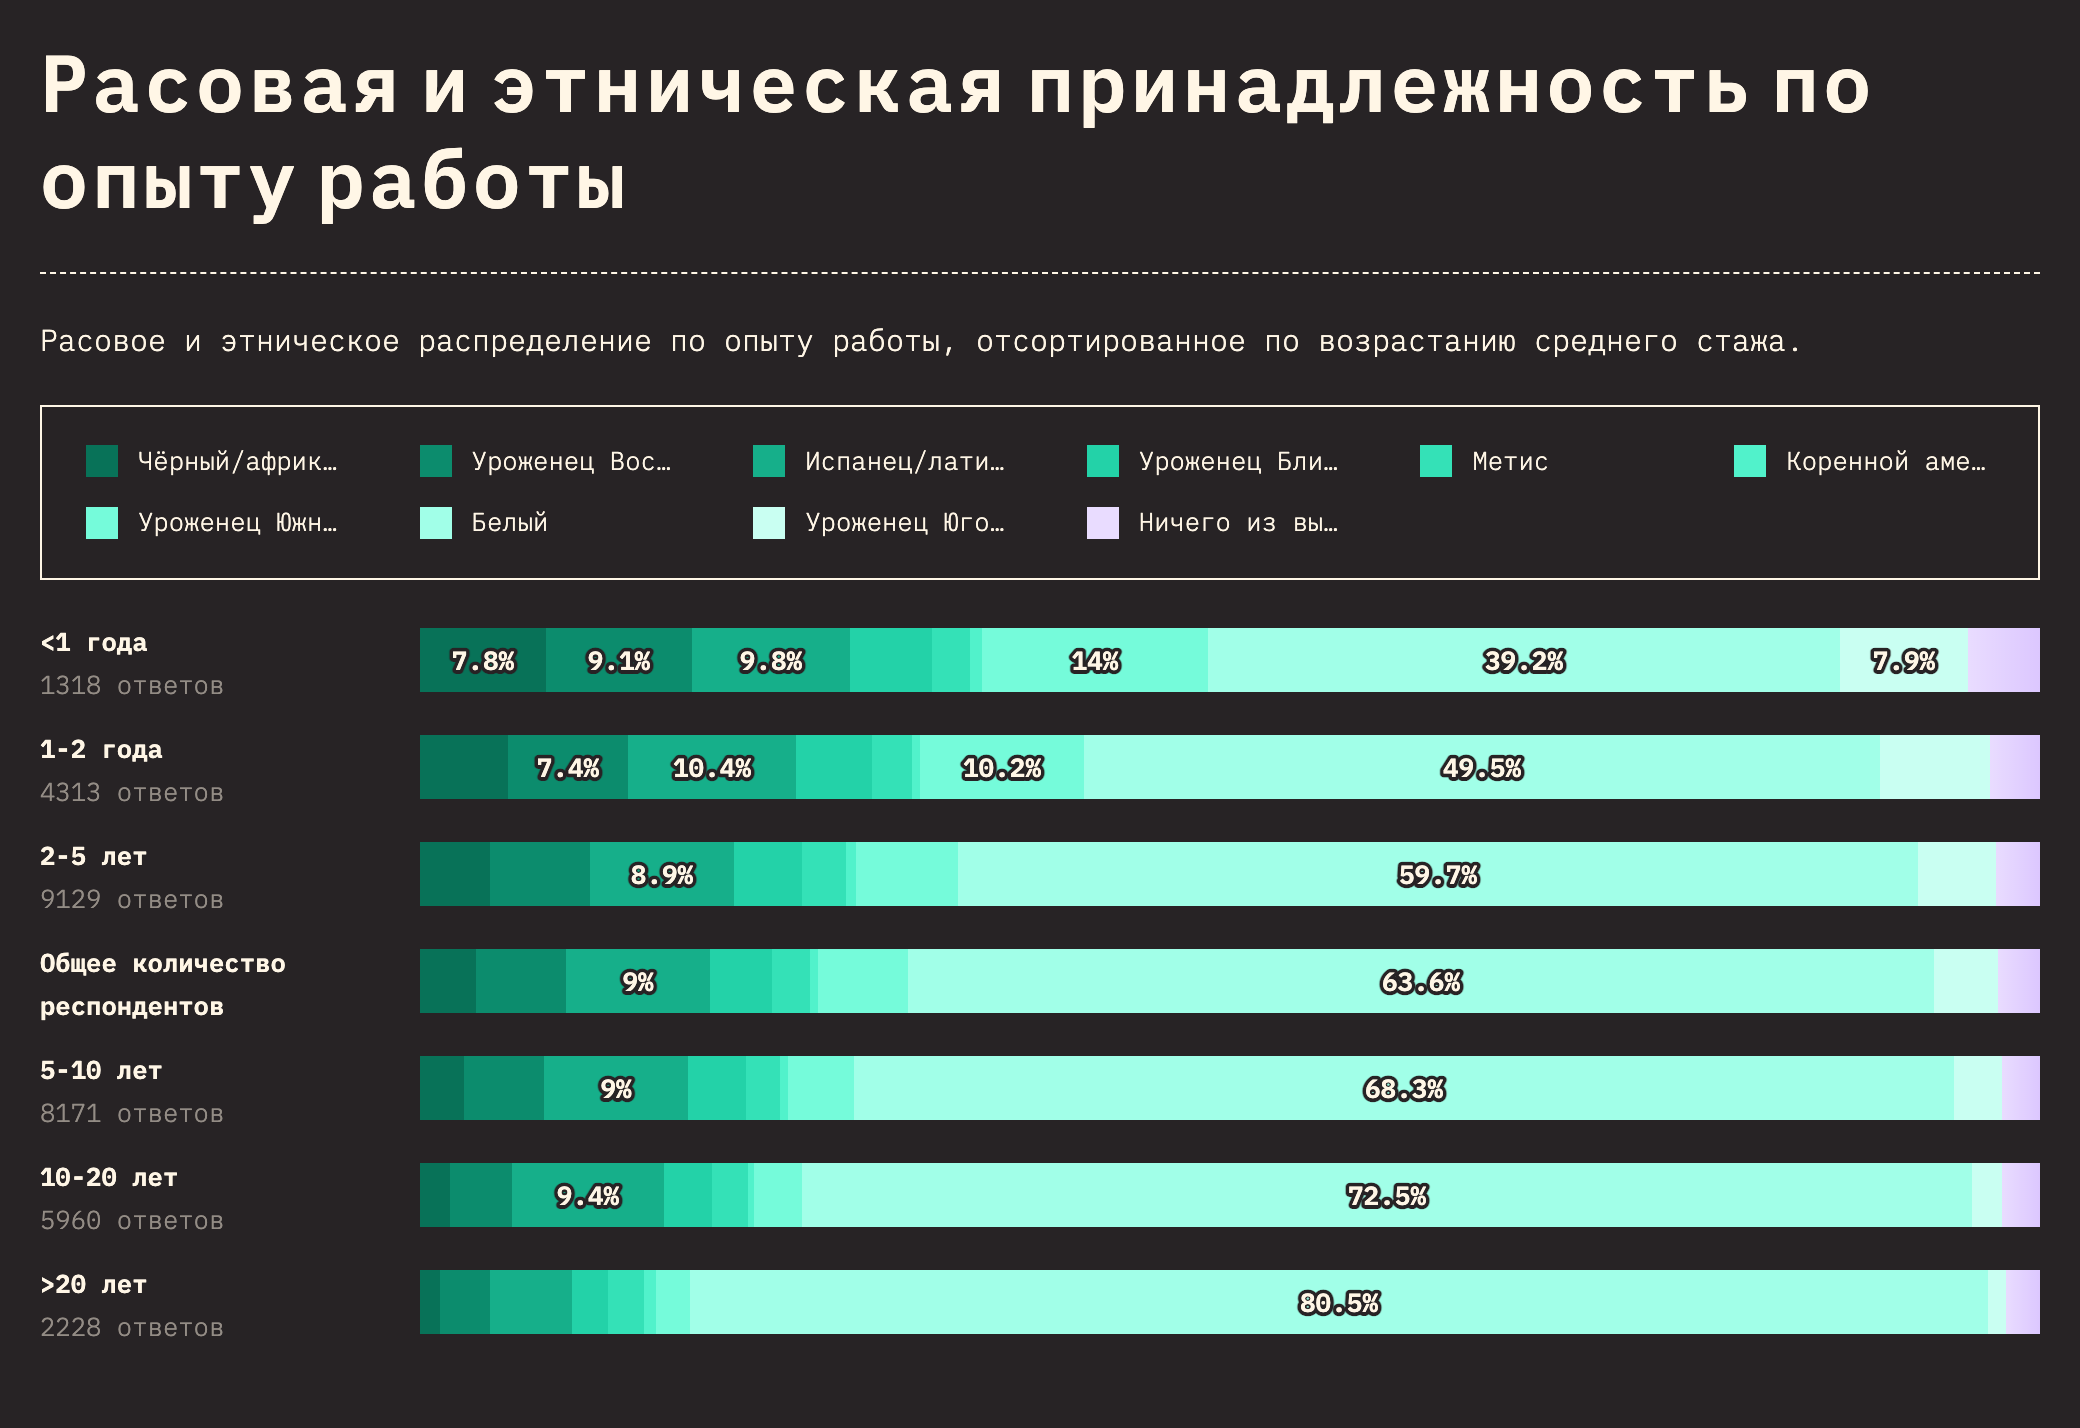 Расовая и этническая принадлежность по
опыту работы
Расовое и этническое распределение по опыту работы, отсортированное по возрастанию среднего стажа.
Чёрный/африк… Уроженец Вос… Испанец/лати… Уроженец Бли… Метис Коренной аме…
Уроженец Южн… Белый Уроженец Юго… Ничего из вы…
<1 года
1318 ответов
7.8% 9.1% 9.8% 14% 39.2% 7.9%
1-2 года
4313 ответов
7.4% 10.4% 10.2% 49.5%
2-5 лет
9129 ответов
8.9% 59.7%
Общее количество
респондентов
9% 63.6%
5-10 лет
8171 ответов
9% 68.3%
10-20 лет
5960 ответов
9.4% 72.5%
>20 лет
2228 ответов
80.5%